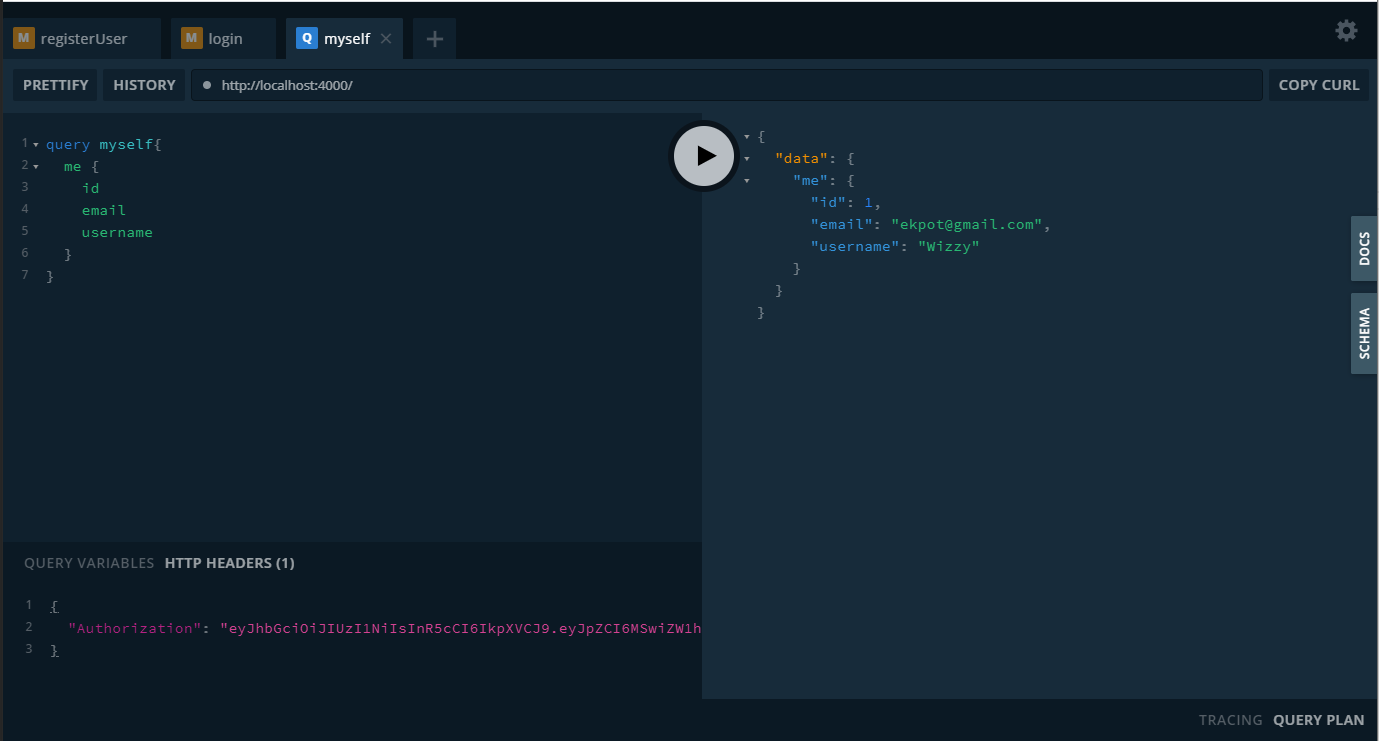 M registerUser M login Q myself × +
PRETTIFY HISTORY http://localhost:4000/ COPY CURL
1 query myself{
2 me {
3 id
4 email
5 username
6 }
7 }
{
"data": {
"me": {
"id": 1,
"email": "ekpot@gmail.com",
"username": "Wizzy"
}
}
}
DOCS
SCHEMA
QUERY VARIABLES HTTP HEADERS (1)
1 {
2 "Authorization": "eyJhbGciOiJIUzI1NiIsInR5cCI6IkpXVCJ9.eyJpZCI6MSwiZW1h
3 }
TRACING QUERY PLAN